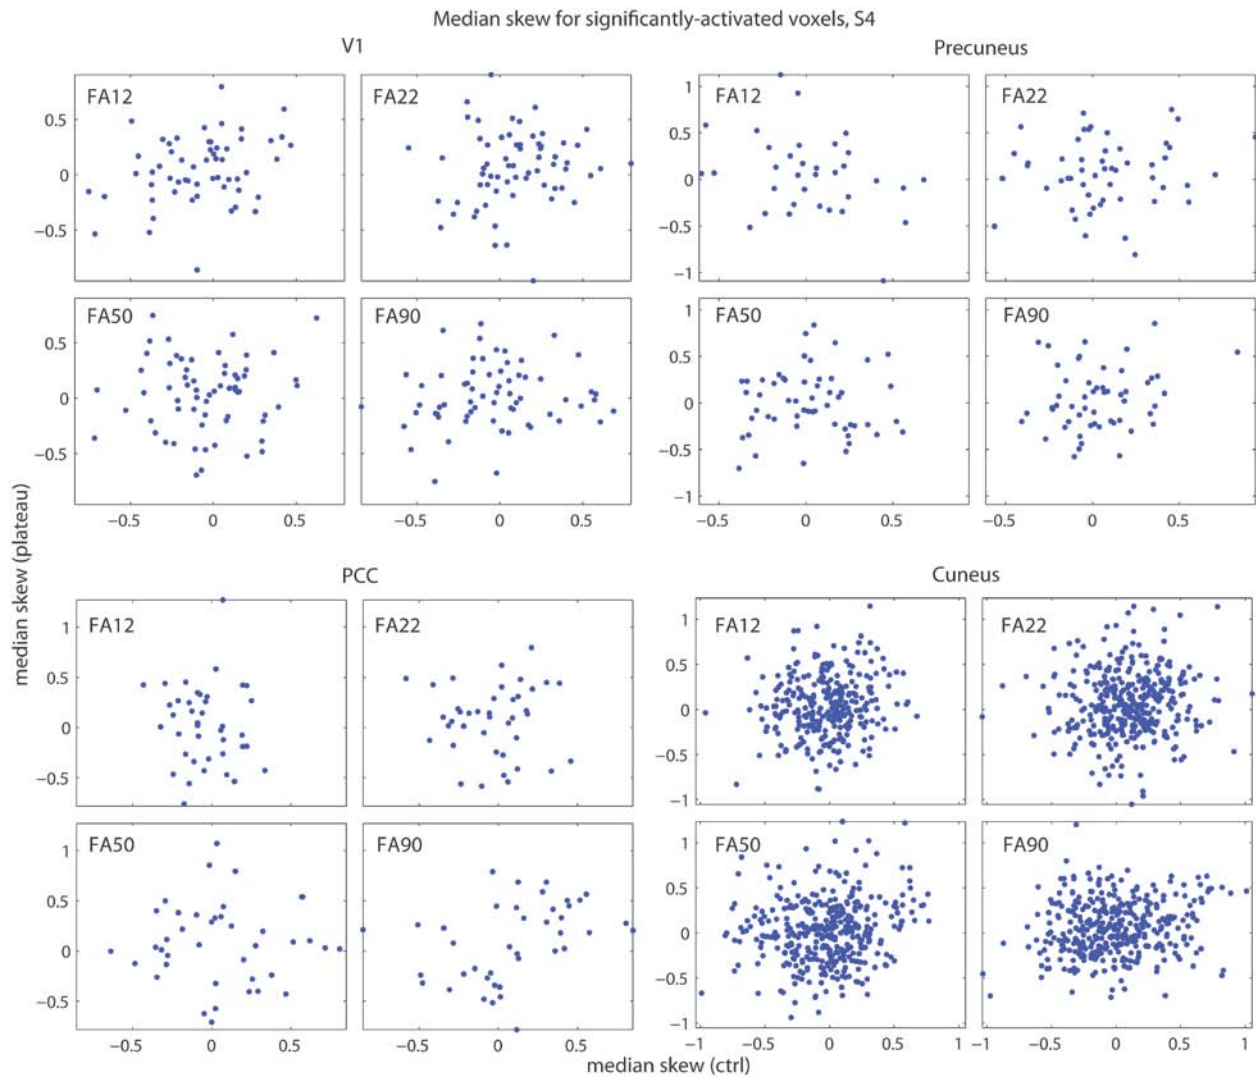 Median skew for significantly-activated voxels, S4
V1
Precuneus
FA12
FA22
FA12
FA22
0.5
0
−0.5
1
0.5
0
−0.5
−1
FA50
FA90
FA50
FA90
0.5
0
−0.5
1
0.5
0
−0.5
−1
−0.5 0 0.5
−0.5 0 0.5
−0.5 0 0.5
−0.5 0 0.5
median skew (plateau)
PCC
Cuneus
FA12
FA22
FA12
FA22
1
0.5
0
−0.5
1
0.5
0
−0.5
−1
FA50
FA90
FA50
FA90
1
0.5
0
−0.5
1
0.5
0
−0.5
−1
−0.5 0 0.5
−0.5 0 0.5
−1 −0.5 0 0.5 1
−1 −0.5 0 0.5 1
median skew (ctrl)